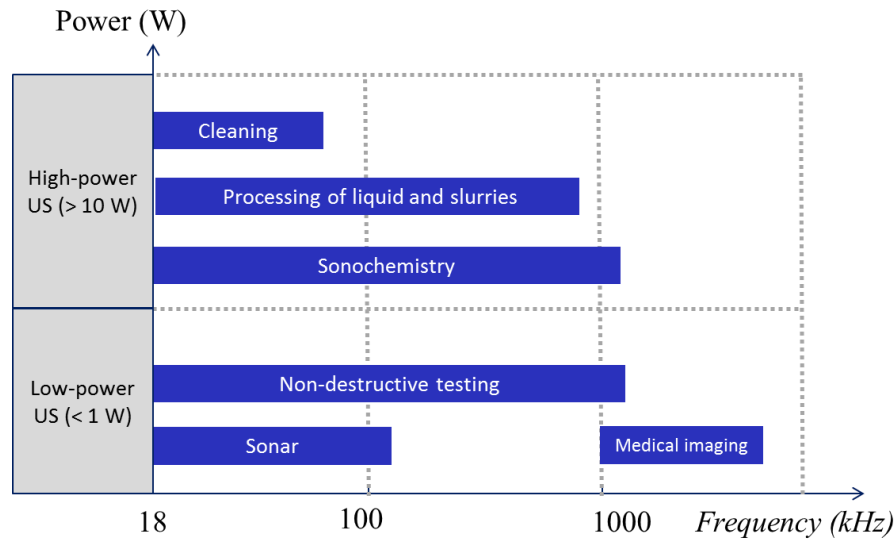 Power (W)
Cleaning
High-power
US (> 10 W)
Processing of liquid and slurries
Sonochemistry
Non-destructive testing
Low-power
US (< 1 W)
Sonar
Medical imaging
18
100
1000
Frequency (kHz)